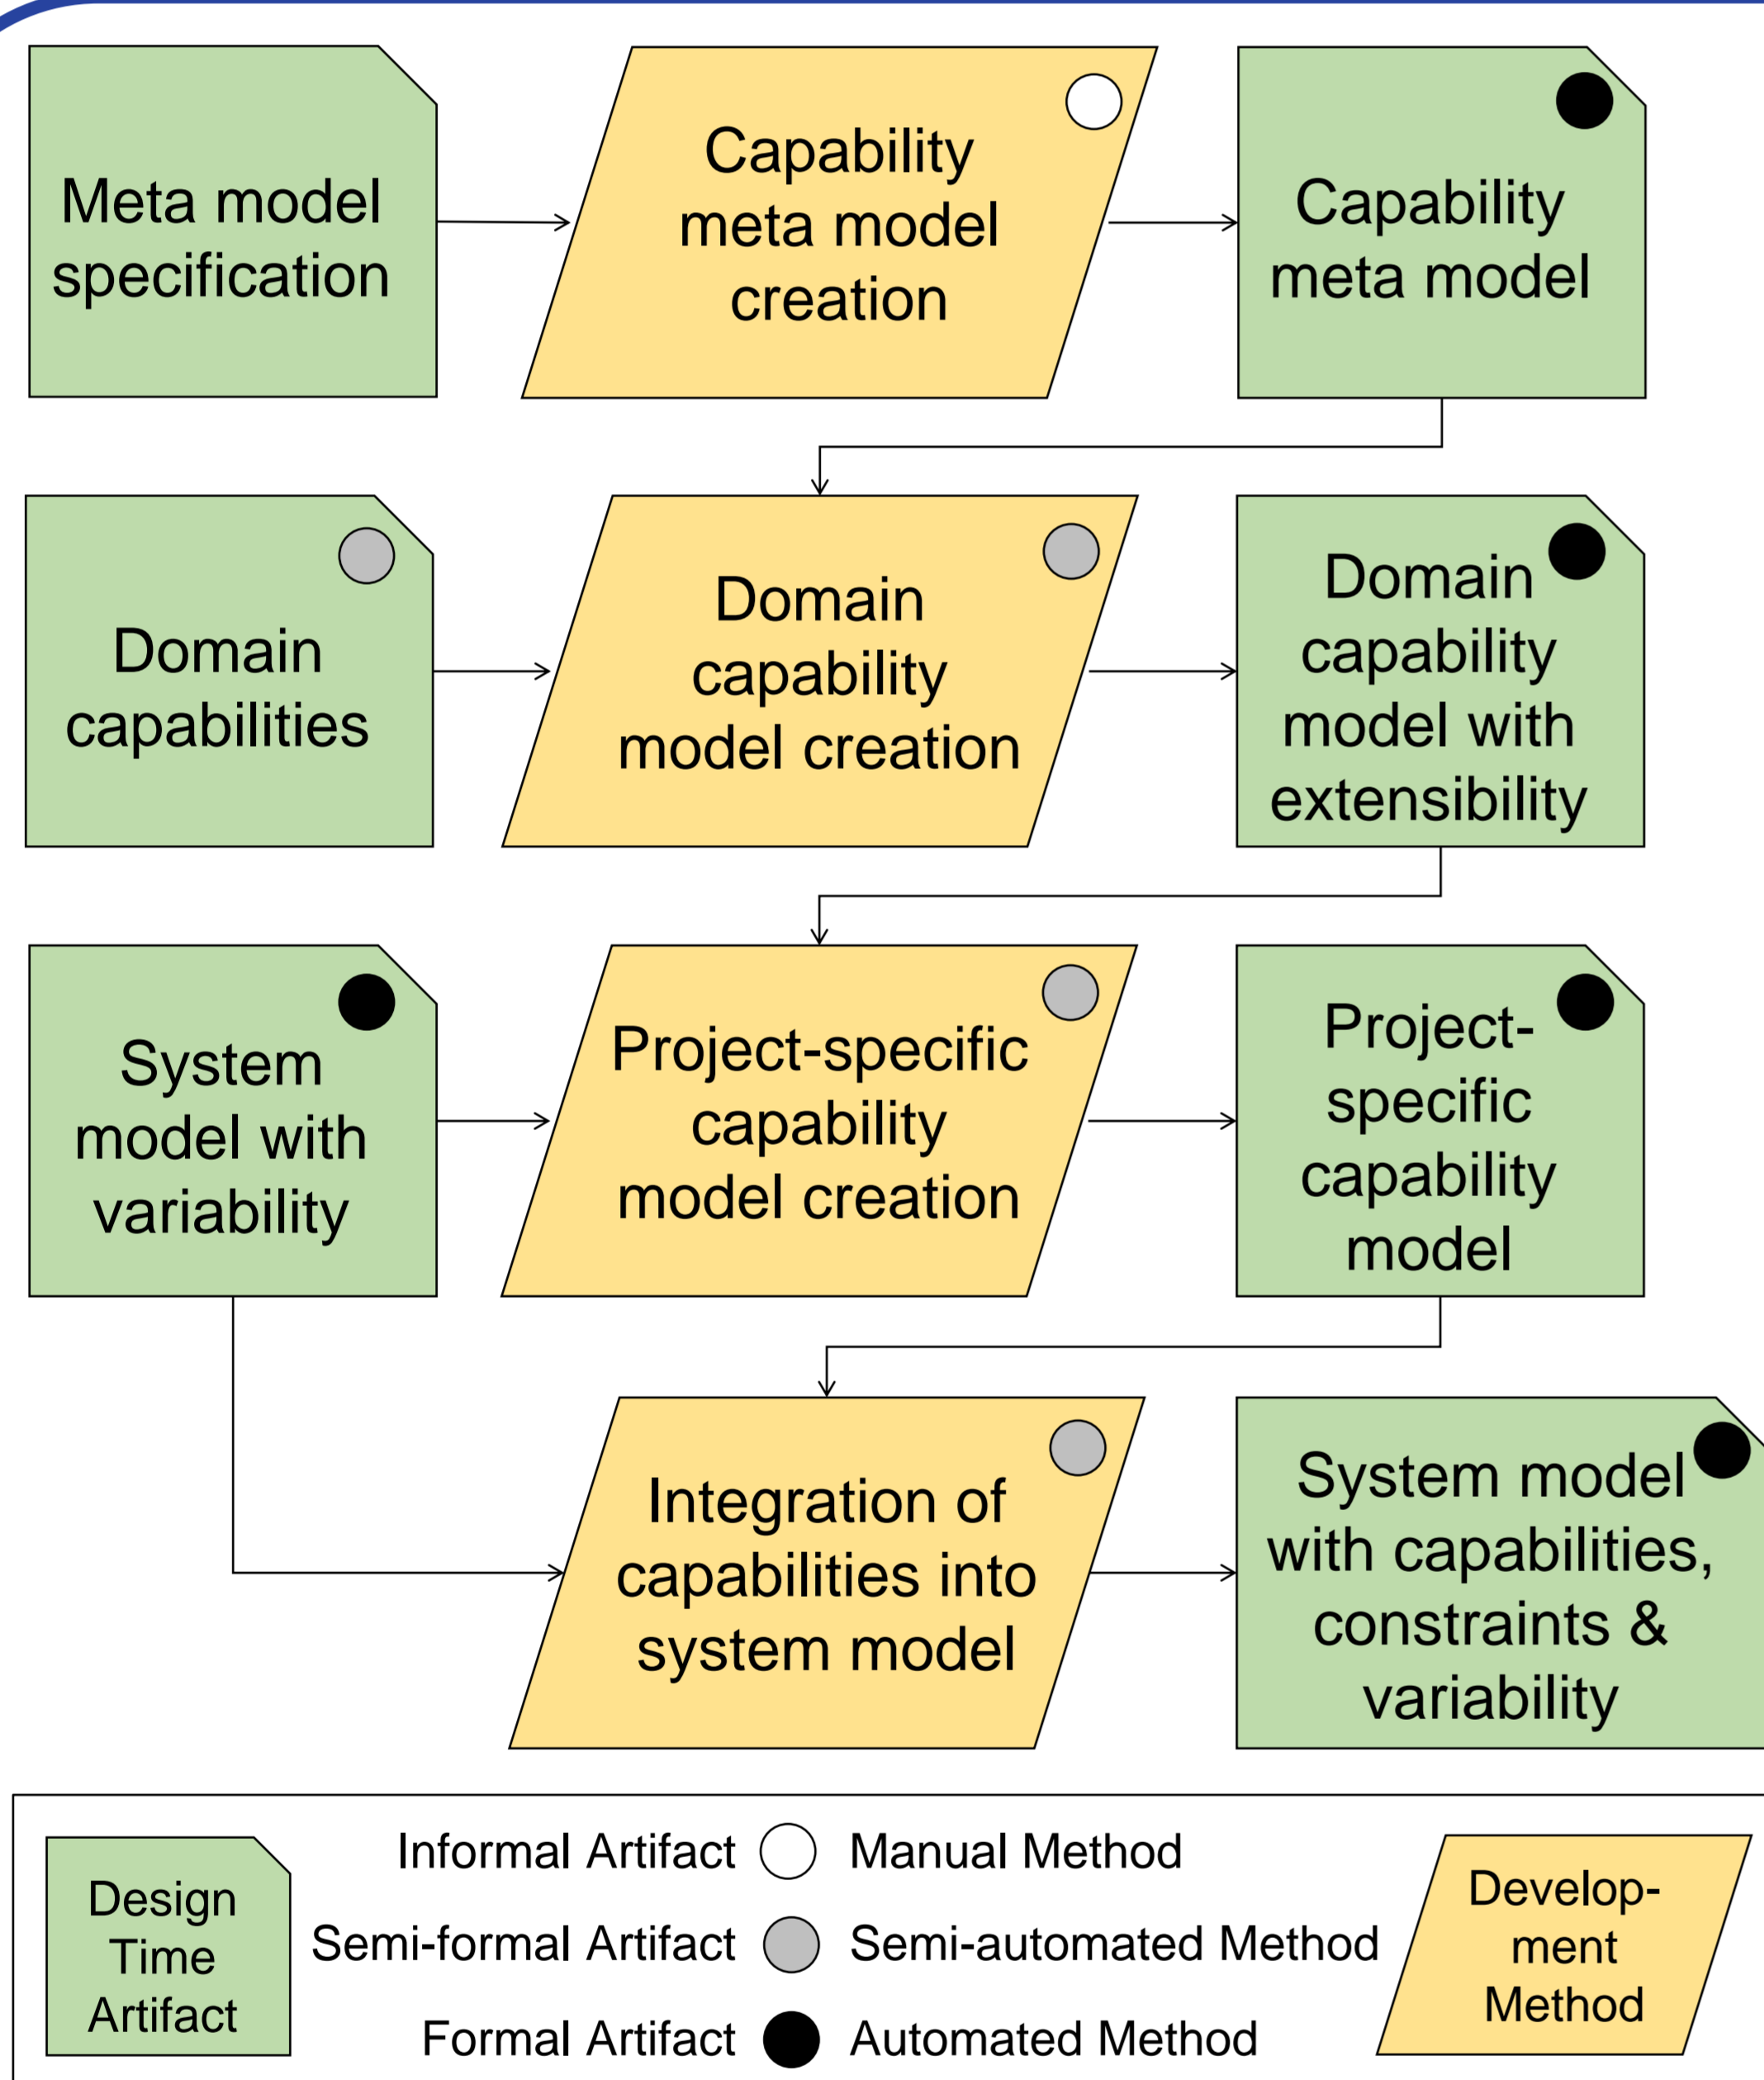 Meta model
specification
Capability
meta model
creation
Capability
meta model
Domain
capabilities
Domain
capability
model creation
Domain
capability
model with
extensibility
System
model with
variability
Project-specific
capability
model creation
Project-
specific
capability
model
Integration of
capabilities into
system model
System model
with capabilities,
constraints &
variability
Design
Time
Artifact
Informal Artifact
Manual Method
Semi-formal Artifact
Semi-automated Method
Formal Artifact
Automated Method
Develop-
ment
Method